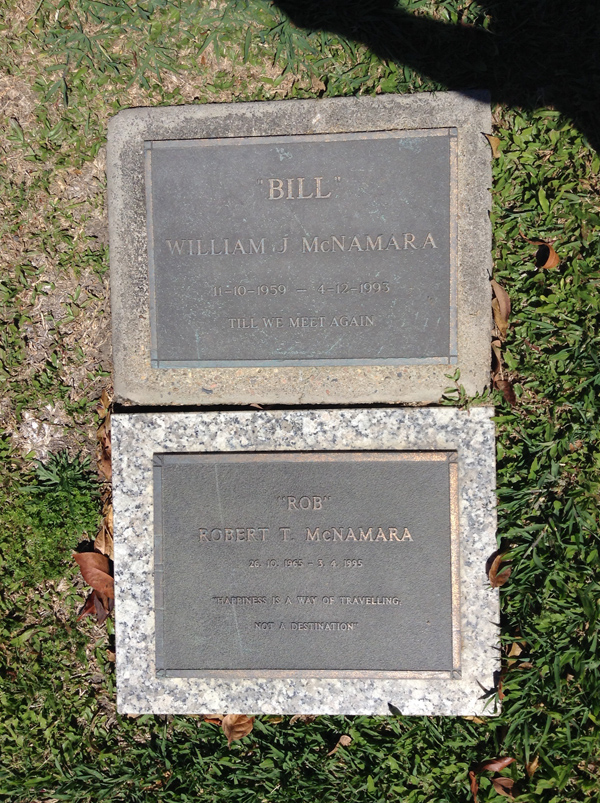 "BILL"
WILLIAM J McNAMARA
11-10-1959 - 4-12-1993
TILL WE MEET AGAIN
"ROB"
ROBERT T. McNAMARA
26. 10. 1965 - 3. 4. 1995
"HAPPINESS IS A WAY OF TRAVELLING,
NOT A DESTINATION"